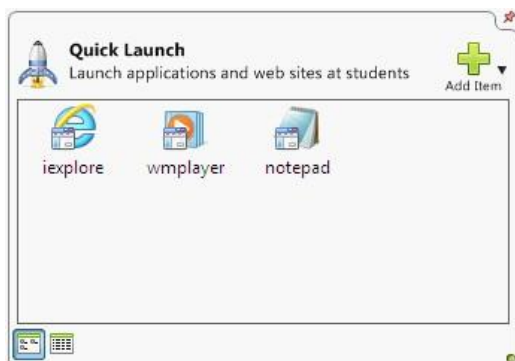 Quick Launch
Launch applications and web sites at students
Add Item
iexplore
wmplayer
notepad